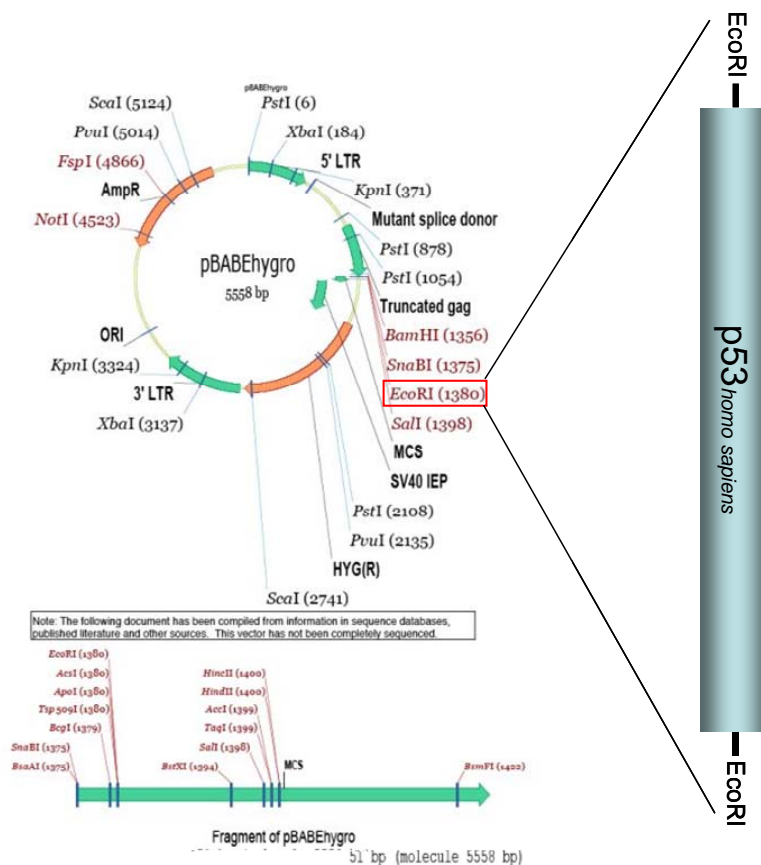 EcoRI
pBABEhygro
PstI (6)
ScaI (5124)
PvuI (5014)
XbaI (184)
FspI (4866)
5' LTR
AmpR
KpnI (371)
NotI (4523)
Mutant splice donor
PstI (878)
pBABEhygro
5558 bp
PstI (1054)
Truncated gag
BamHI (1356)
ORI
SnaBI (1375)
KpnI (3324)
EcoRI (1380)
3' LTR
SalI (1398)
XbaI (3137)
MCS
SV40 IEP
PstI (2108)
PvuI (2135)
HYG(R)
ScaI (2741)
p53 homo sapiens
Note: The following document has been compiled from information in sequence databases,
published literature and other sources. This vector has not been completely sequenced.
EcoRI (1380)
AcsI (1380)
HincII (1400)
ApoI (1380)
HindII (1400)
Tsp509I (1380)
AccI (1399)
BcgI (1379)
TaqI (1399)
SnaBI (1375)
SalI (1398)
BsaAI (1375)
BstXI (1394)
MCS
BsmFI (1422)
EcoRI
Fragment of pBABEhygro
51 bp (molecule 5558 bp)